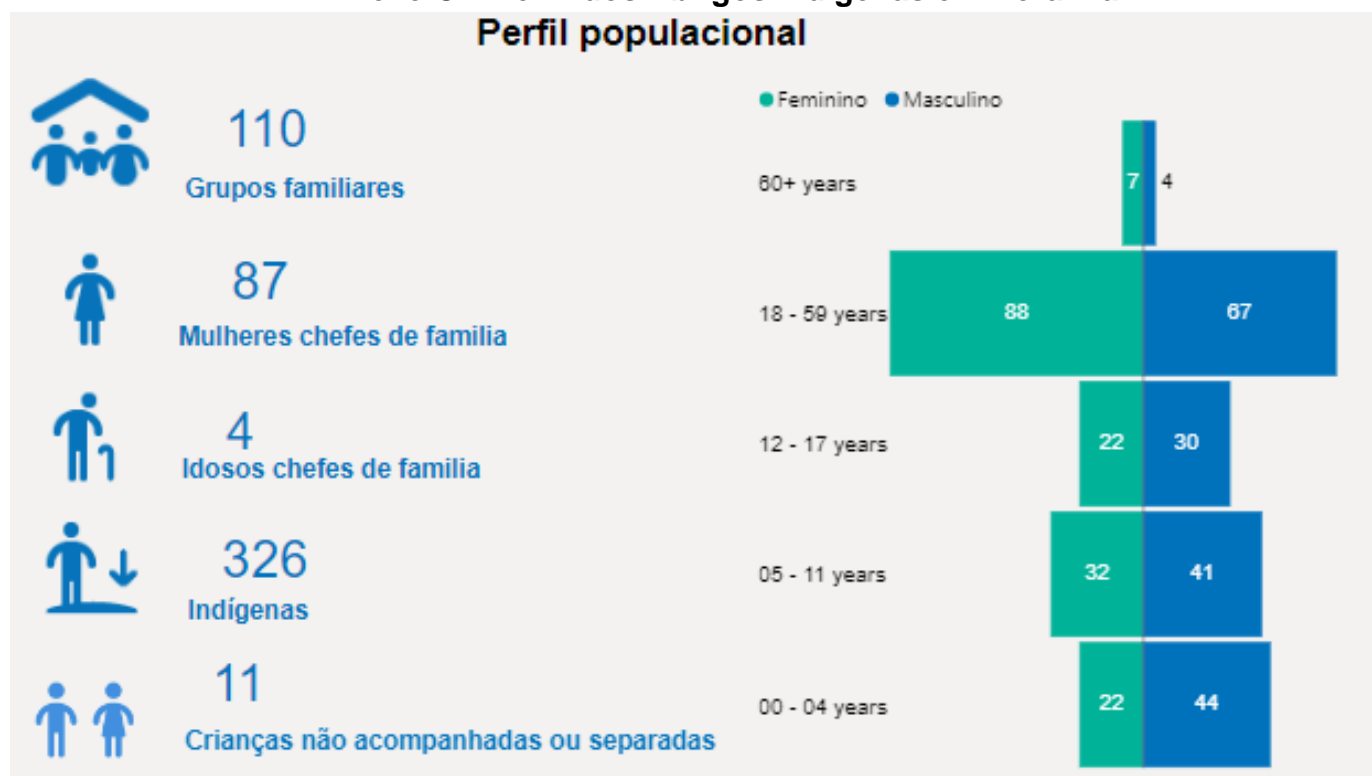 Perfil populacional
110
Grupos familiares
87
Mulheres chefes de familia
4
Idosos chefes de familia
326
Indígenas
11
Crianças não acompanhadas ou separadas
Feminino Masculino
60+ years 7 4
18 - 59 years 88 67
12 - 17 years 22 30
05 - 11 years 32 41
00 - 04 years 22 44